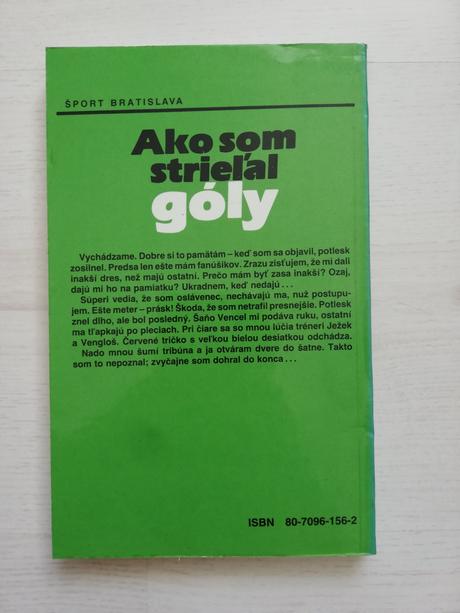 ŠPORT BRATISLAVA
Ako som
strieľal
góly
Vychádzame. Dobre si to pamätám – keď som sa objavil, potlesk
zosilnel. Predsa len ešte mám fanúšikov. Zrazu zisťujem, že mi dali
inakší dres, než majú ostatní. Prečo mám byť zasa inakší? Ozaj,
dajú mi ho na pamiatku? Ukradnem, keď nedajú . . .
Súperi vedia, že som oslávenec, nechávajú ma, nuž postupu-
jem. Ešte meter – prásk! Škoda, že som netrafil presnejšie. Potlesk
znel dlho, ale bol posledný. Šaňo Vencel mi podáva ruku, ostatní
ma tľapkajú po pleciach. Pri čiare sa so mnou lúčia tréneri Ježek
a Vengloš. Červené tričko s veľkou bielou desiatkou odchádza.
Nado mnou šumí tribúna a ja otváram dvere do šatne. Takto
som to nepoznal; zvyčajne som dohral do konca . . .
ISBN 80-7096-156-2